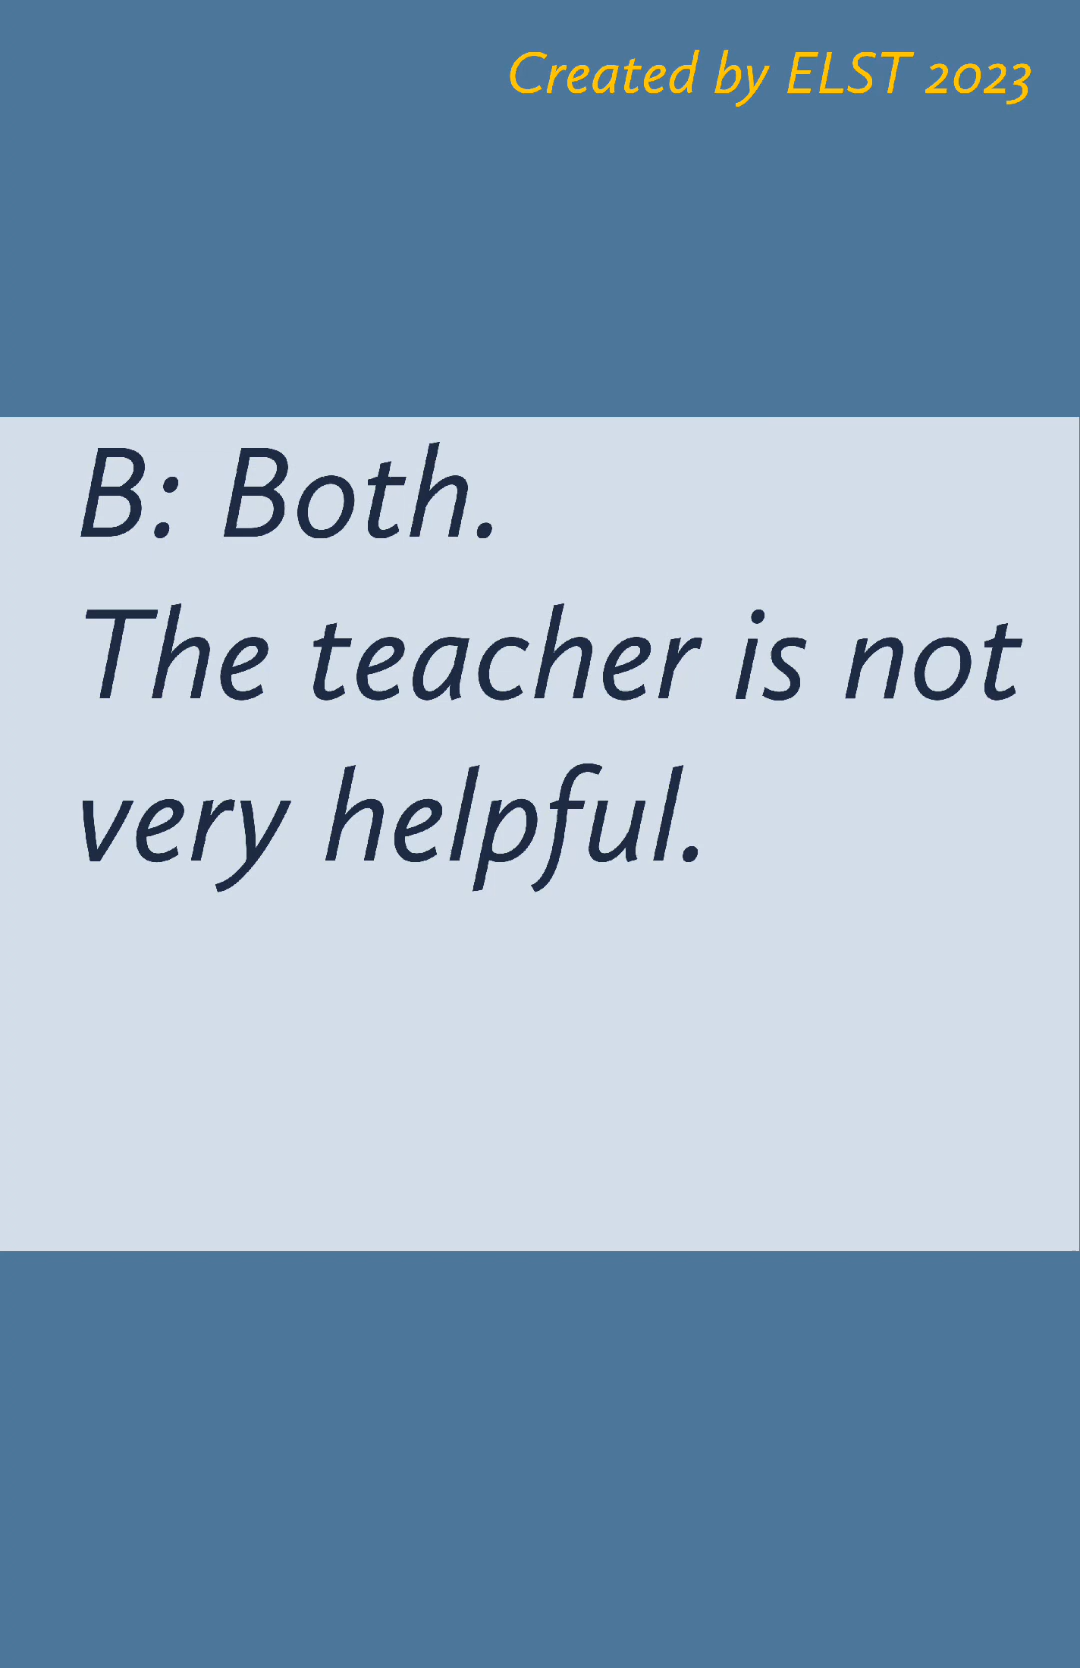 Created by ELST 2023
B: Both.
The teacher is not
very helpful.